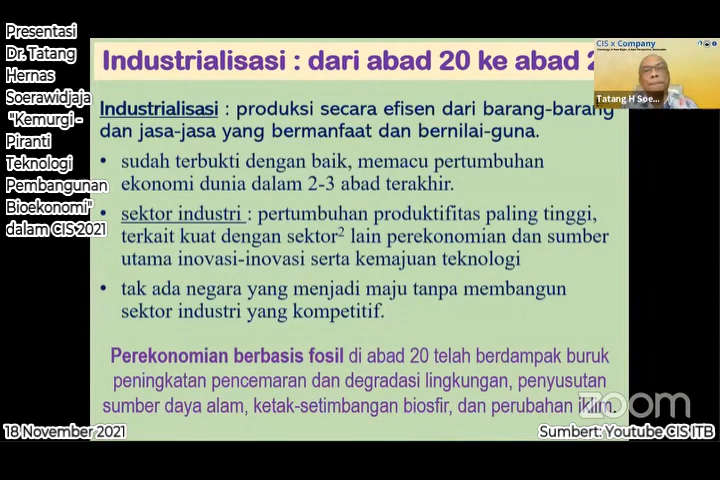 Presentasi
Dr. Tatang
Hernas
Soerawidjaja
"Kemurgi -
Piranti
Teknologi
Pembangunan
Bioekonomi"
dalam CIS 2021
Industrialisasi : dari abad 20 ke abad 2
CIS x Company
Tatang H Soe...
Industrialisasi : produksi secara efisen dari barang-barang
dan jasa-jasa yang bermanfaat dan bernilai-guna.
• sudah terbukti dengan baik, memacu pertumbuhan
ekonomi dunia dalam 2-3 abad terakhir.
• sektor industri : pertumbuhan produktifitas paling tinggi,
terkait kuat dengan sektor² lain perekonomian dan sumber
utama inovasi-inovasi serta kemajuan teknologi
• tak ada negara yang menjadi maju tanpa membangun
sektor industri yang kompetitif.
Perekonomian berbasis fosil di abad 20 telah berdampak buruk
peningkatan pencemaran dan degradasi lingkungan, penyusutan
sumber daya alam, ketak-setimbangan biosfir, dan perubahan iklim.
zoom
18 November 2021
Sumbert: Youtube CIS ITB